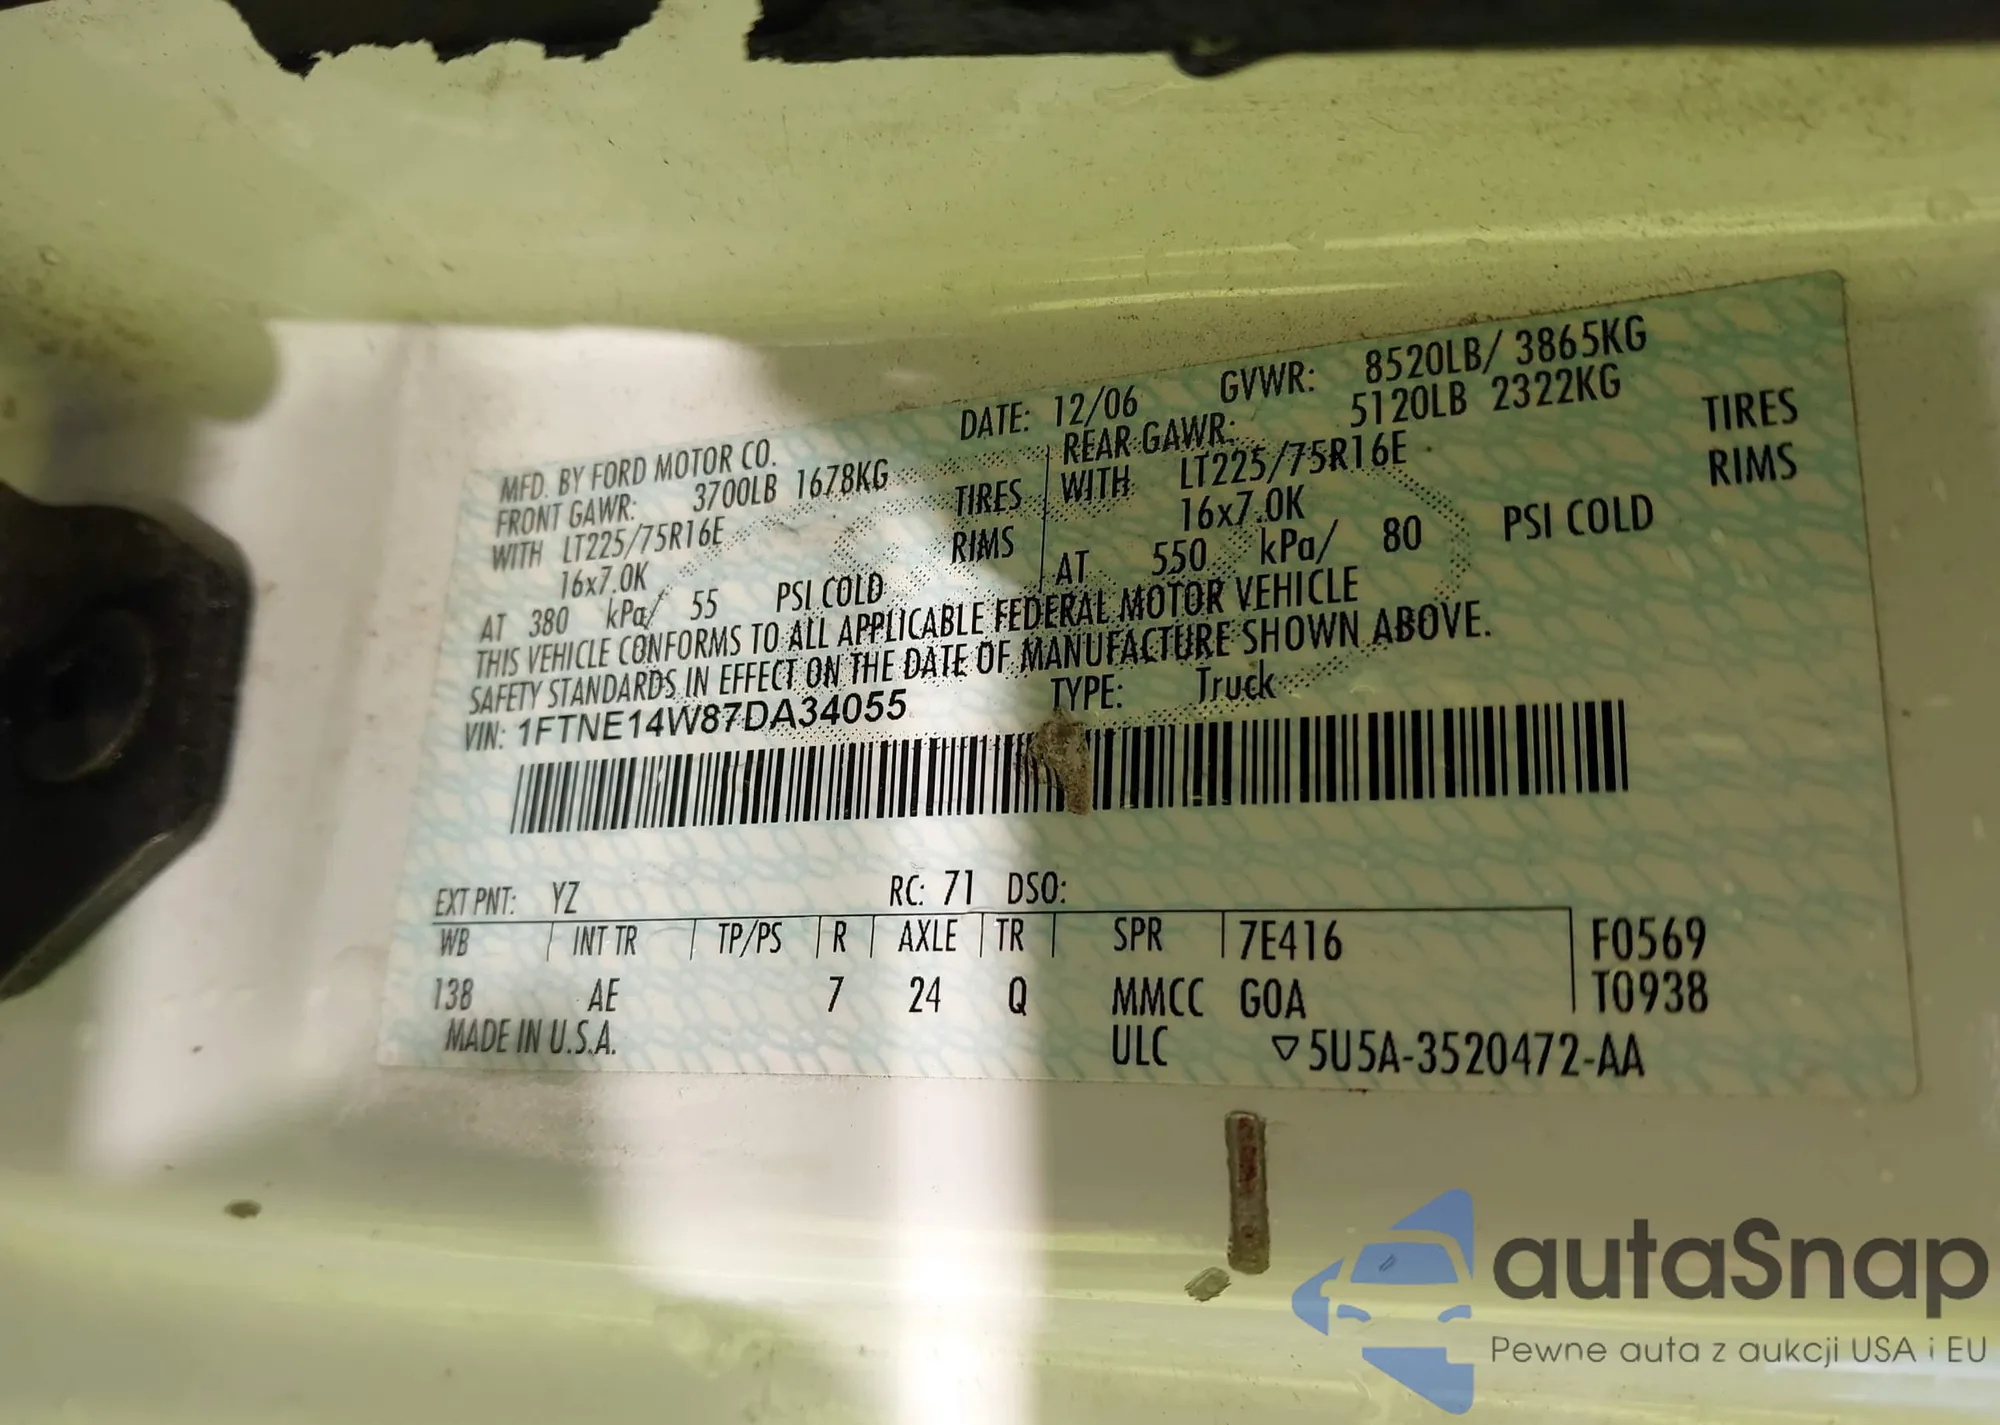 MFD. BY FORD MOTOR CO. DATE: 12/06 GVWR: 8520LB/ 3865KG
FRONT GAWR: 3700LB 1678KG REAR GAWR: 5120LB 2322KG
WITH LT225/75R16E TIRES WITH LT225/75R16E TIRES
16x7.0K RIMS 16x7.0K RIMS
AT 380 kPa/ 55 PSI COLD AT 550 kPa/ 80 PSI COLD
THIS VEHICLE CONFORMS TO ALL APPLICABLE FEDERAL MOTOR VEHICLE
SAFETY STANDARDS IN EFFECT ON THE DATE OF MANUFACTURE SHOWN ABOVE.
VIN: 1FTNE14W87DA34055 TYPE: Truck
EXT PNT: YZ RC: 71 DSO:
WB INT TR TP/PS R AXLE TR SPR 7E416 F0569
138 AE 7 24 Q MMCC GOA T0938
MADE IN U.S.A. ULC ▽5U5A-3520472-AA
autaSnap
Pewne auta z aukcji USA i EU